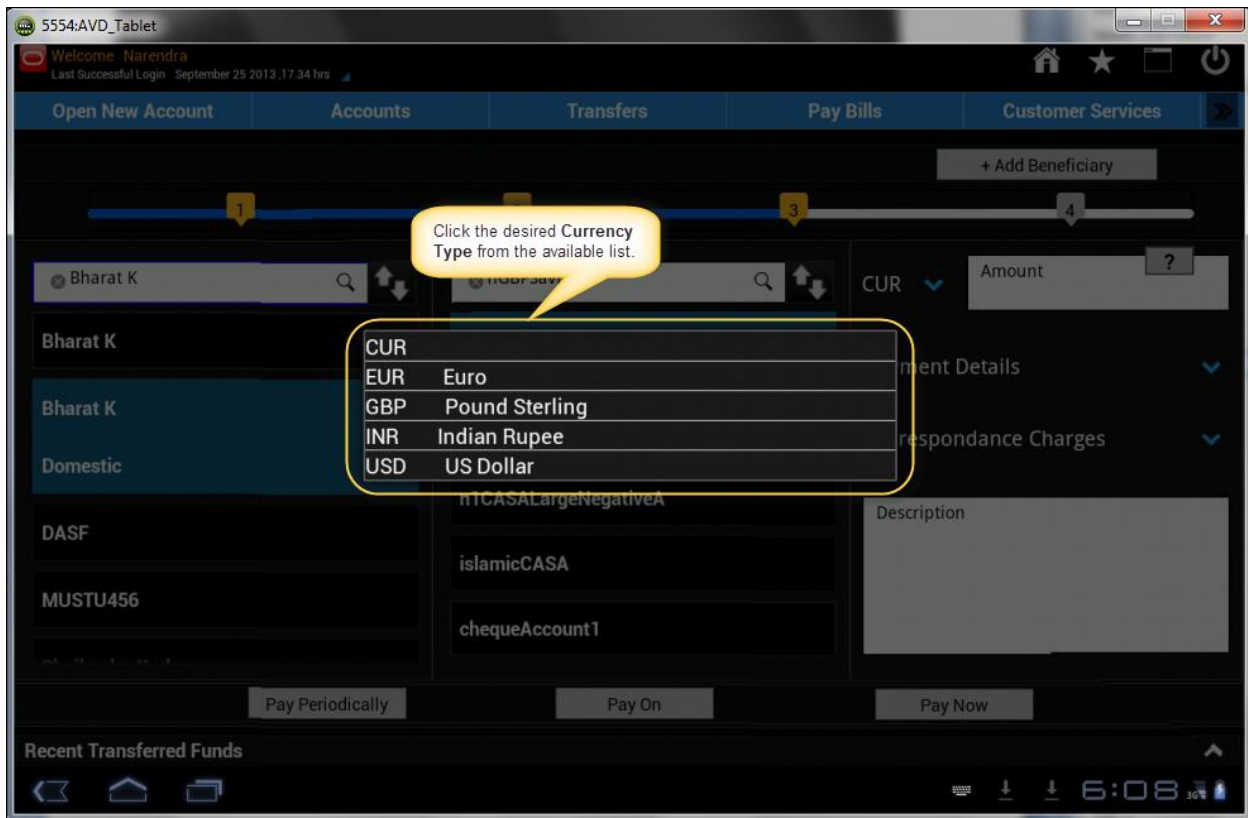 5554:AVD_Tablet
Welcome Narendra
Last Successful Login September 25 2013 ,17.34 hrs
Open New Account Accounts Transfers Pay Bills Customer Services
+ Add Beneficiary
1 3 4
Click the desired Currency
Type from the available list.
Bharat K
CUR Amount ?
Bharat K
CUR
EUR Euro
GBP Pound Sterling
INR Indian Rupee
USD US Dollar
Details
Charges
Bharat K
Domestic
n1CASALargeNegativeA
Description
DASF
islamicCASA
MUSTU456
chequeAccount1
Pay Periodically Pay On Pay Now
Recent Transferred Funds
6:08 3G